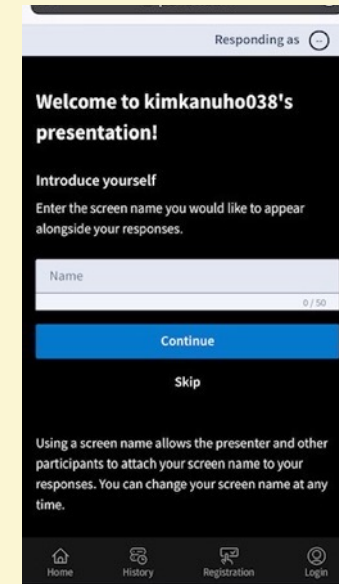 Responding as
Welcome to kimkanuho038's
presentation!
Introduce yourself
Enter the screen name you would like to appear
alongside your responses.
Name
0 / 50
Continue
Skip
Using a screen name allows the presenter and other
participants to attach your screen name to your
responses. You can change your screen name at any
time.
Home History Registration Login